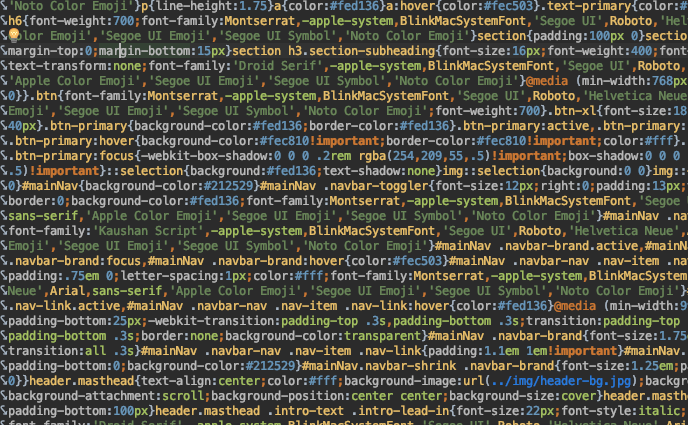 'Noto Color Emoji'}p{line-height:1.75}a{color:#fed136}a:hover{color:#fec503}.text-primary{color:
h6{font-weight:700;font-family:Montserrat,-apple-system,BlinkMacSystemFont,'Segoe UI',Roboto,'He
Color Emoji','Segoe UI Emoji','Segoe UI Symbol','Noto Color Emoji'}section{padding:100px 0}sectio
margin-top:0;margin-bottom:15px}section h3.section-subheading{font-size:16px;font-weight:400;font
text-transform:none;font-family:'Droid Serif',-apple-system,BlinkMacSystemFont,'Segoe UI',Roboto,
'Apple Color Emoji','Segoe UI Emoji','Segoe UI Symbol','Noto Color Emoji'}@media (min-width:768px
0}}.btn{font-family:Montserrat,-apple-system,BlinkMacSystemFont,'Segoe UI',Roboto,'Helvetica Neue
Emoji','Segoe UI Emoji','Segoe UI Symbol','Noto Color Emoji';font-weight:700}.btn-xl{font-size:18
40px}.btn-primary{background-color:#fed136;border-color:#fed136}.btn-primary:active,.btn-primary:
.btn-primary:hover{background-color:#fec810!important;border-color:#fec810!important;color:#fff}.
.btn-primary:focus{-webkit-box-shadow:0 0 0 .2rem rgba(254,209,55,.5)!important;box-shadow:0 0 0
.5)!important}::selection{background:#fed136;text-shadow:none}img::selection{background:0 0}img::
0}#mainNav{background-color:#212529}#mainNav .navbar-toggler{font-size:12px;right:0;padding:13px;
border:0;background-color:#fed136;font-family:Montserrat,-apple-system,BlinkMacSystemFont,'Segoe U
sans-serif,'Apple Color Emoji','Segoe UI Emoji','Segoe UI Symbol','Noto Color Emoji'}#mainNav .na
font-family:'Kaushan Script',-apple-system,BlinkMacSystemFont,'Segoe UI',Roboto,'Helvetica Neue',A
Emoji','Segoe UI Emoji','Segoe UI Symbol','Noto Color Emoji'}#mainNav .navbar-brand.active,#mainN
.navbar-brand:focus,#mainNav .navbar-brand:hover{color:#fec503}#mainNav .navbar-nav .nav-item .n
padding:.75em 0;letter-spacing:1px;color:#fff;font-family:Montserrat,-apple-system,BlinkMacSystem
Neue',Arial,sans-serif,'Apple Color Emoji','Segoe UI Emoji','Segoe UI Symbol','Noto Color Emoji'}
.nav-link.active,#mainNav .navbar-nav .nav-item .nav-link:hover{color:#fed136}@media (min-width:9
padding-bottom:25px;-webkit-transition:padding-top .3s,padding-bottom .3s;transition:padding-top
padding-bottom .3s;border:none;background-color:transparent}#mainNav .navbar-brand{font-size:1.75
transition:all .3s}#mainNav .navbar-nav .nav-item .nav-link{padding:1.1em 1em!important}#mainNav
padding-bottom:0;background-color:#212529}#mainNav.navbar-shrink .navbar-brand{font-size:1.25em;p
0}}header.masthead{text-align:center;color:#fff;background-image:url(../img/header-bg.jpg);backgr
background-attachment:scroll;background-position:center center;background-size:cover}header.masthe
padding-bottom:100px}header.masthead .intro-text .intro-lead-in{font-size:22px;font-style:italic;